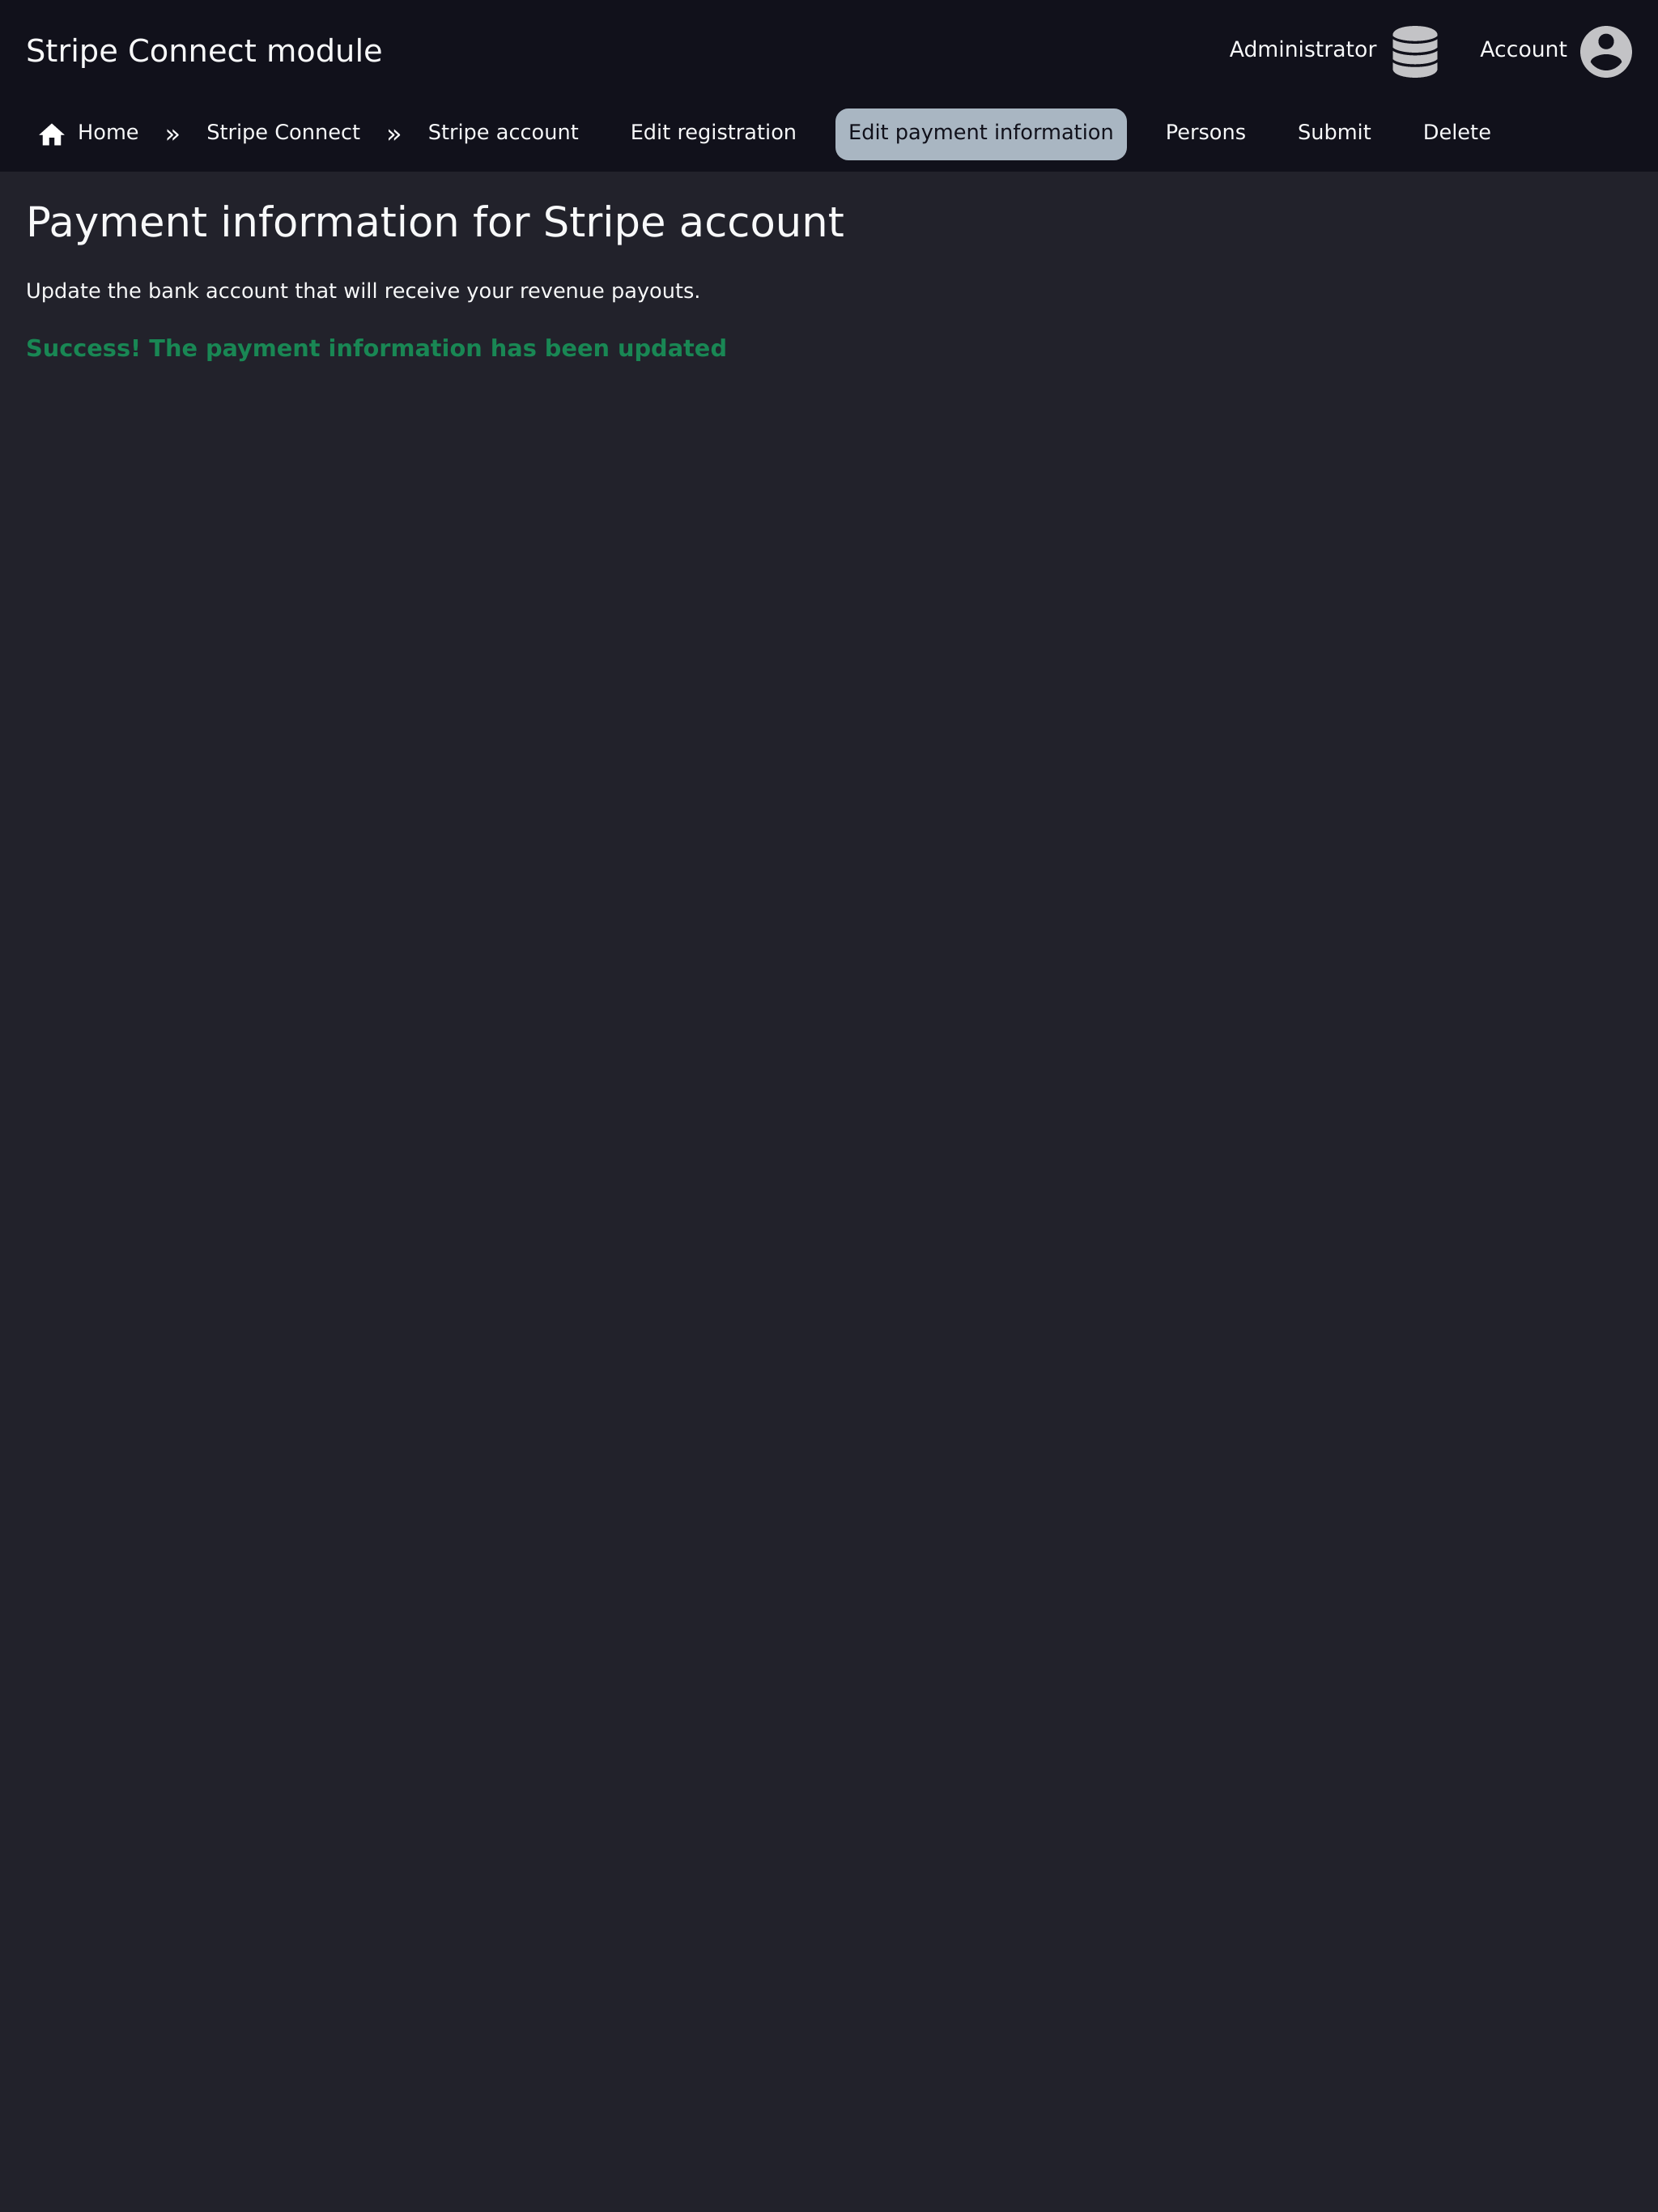 Stripe Connect module
Administrator
Account
Home » Stripe Connect » Stripe account Edit registration Edit payment information Persons Submit Delete
Payment information for Stripe account
Update the bank account that will receive your revenue payouts.
Success! The payment information has been updated